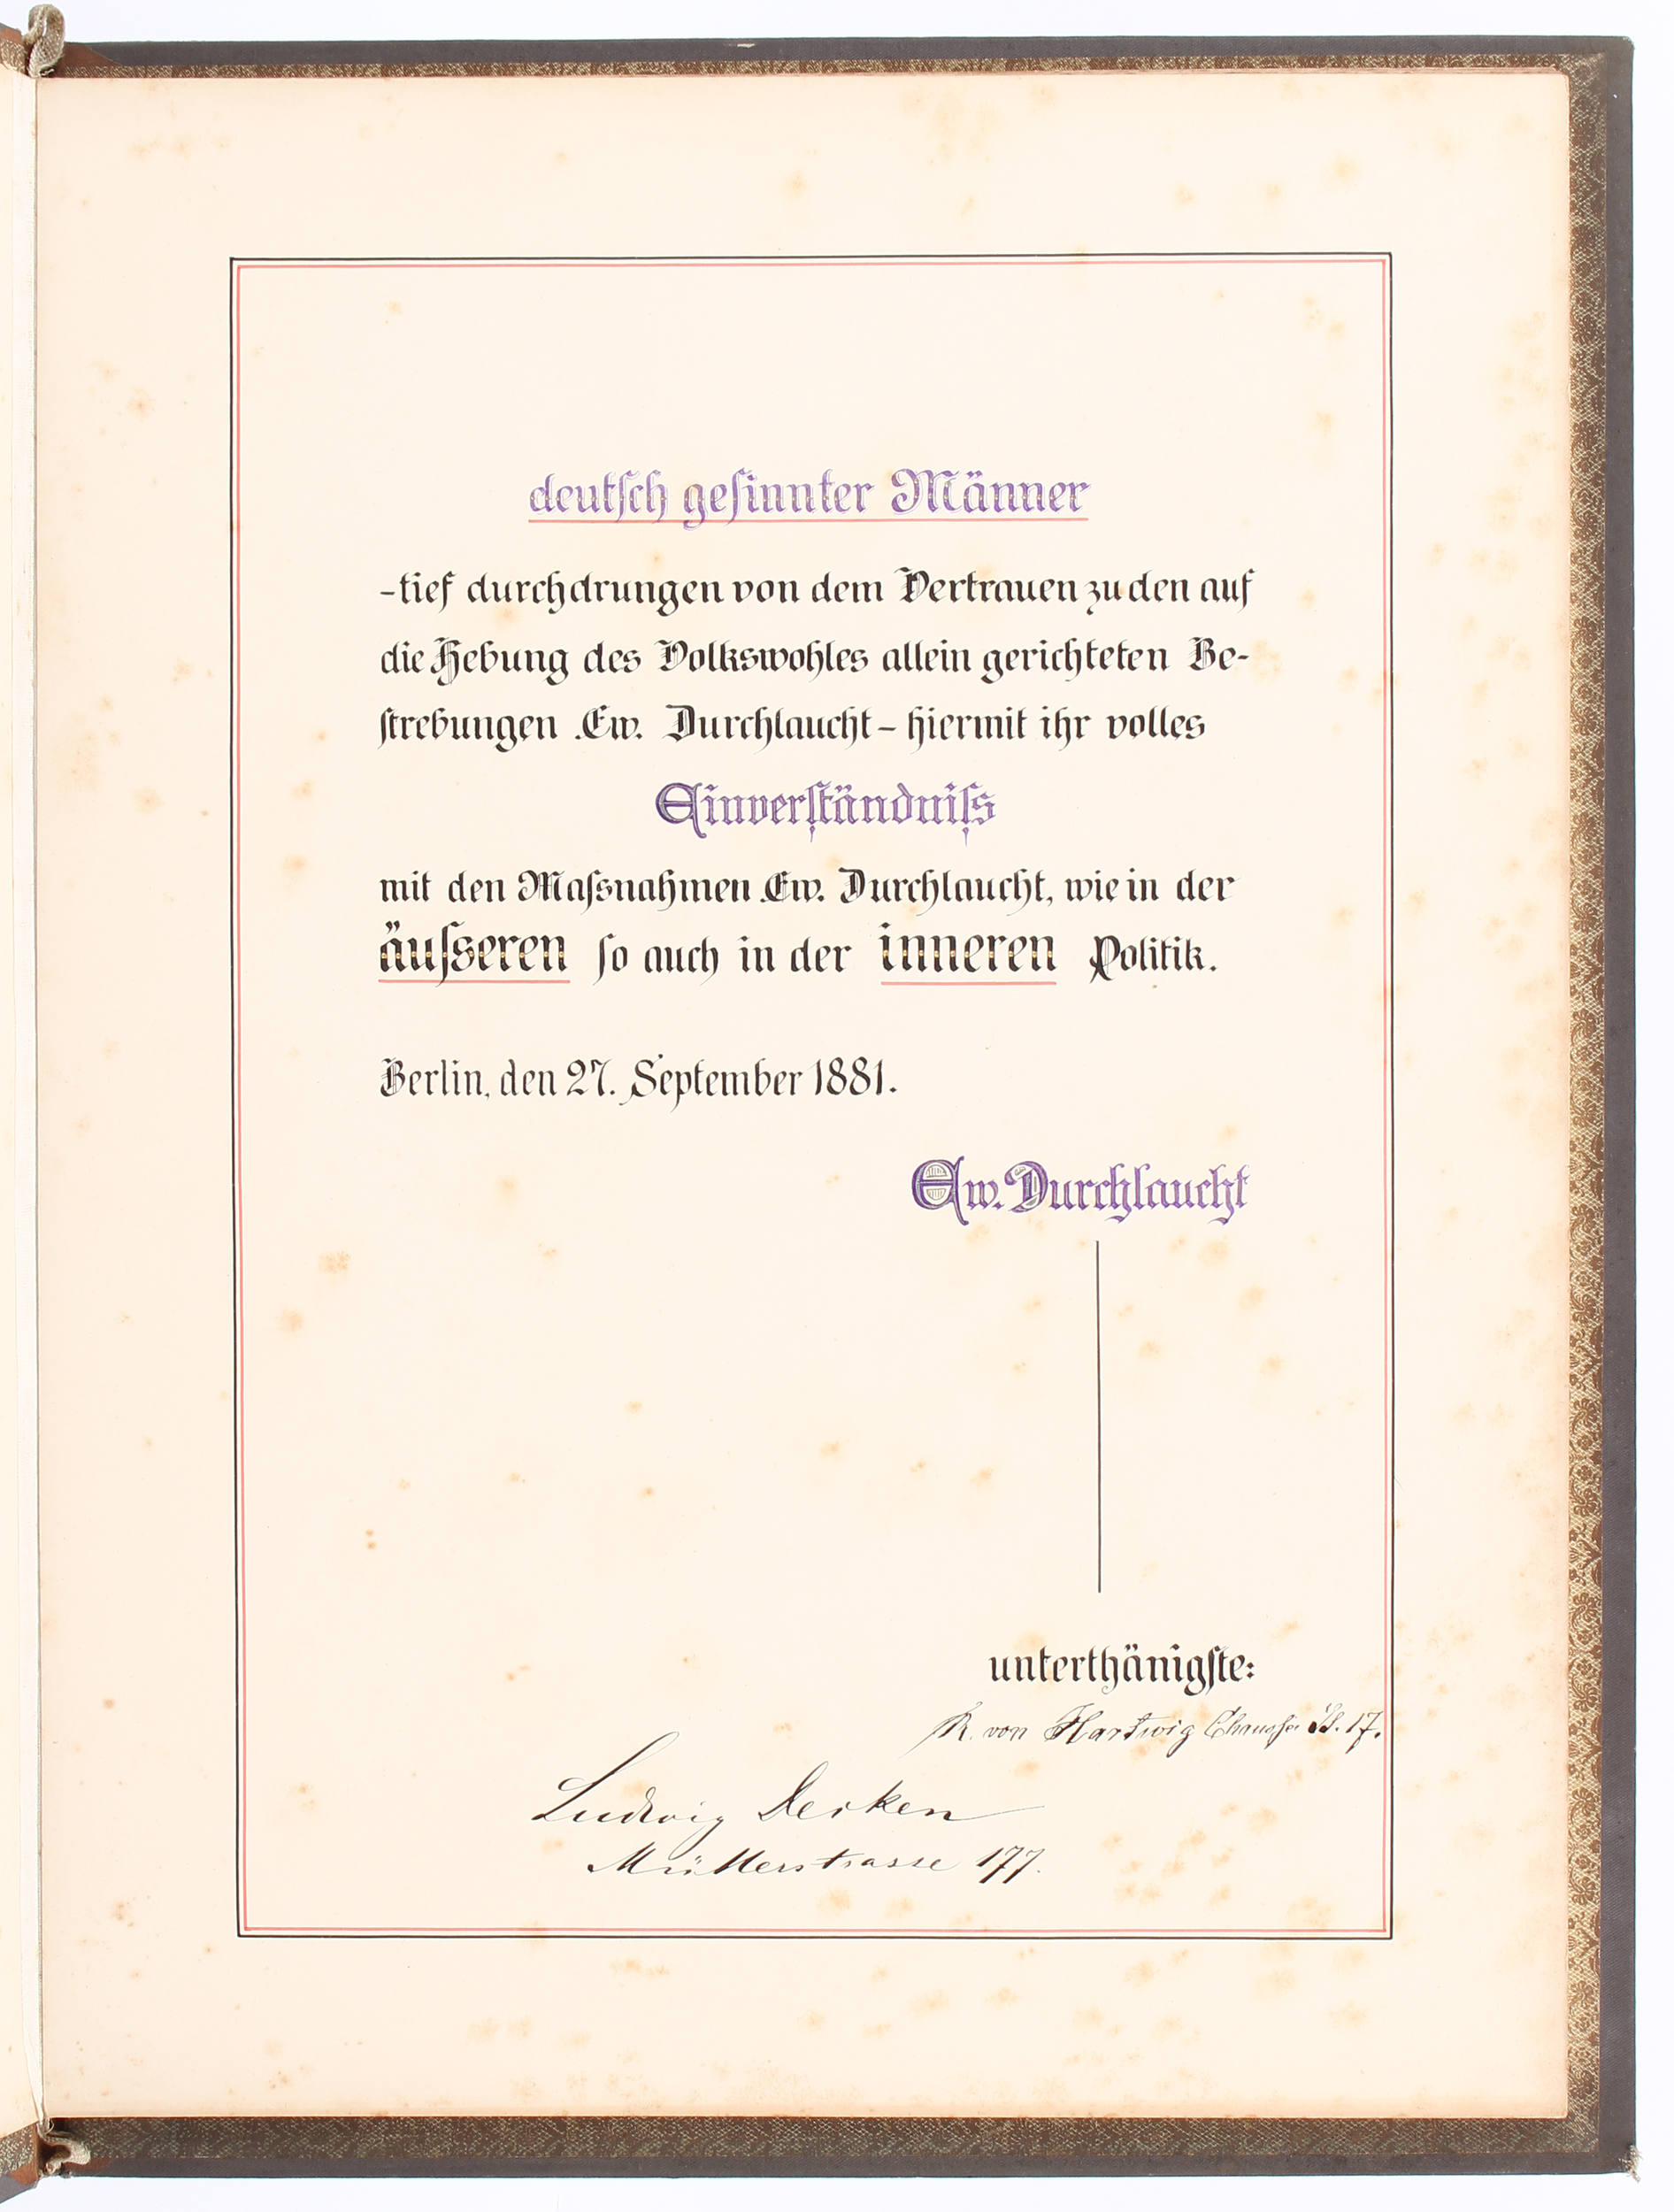 deutſch geſinnter Männer
-tief durchdrungen von dem Vertrauen zu den auf
die Hebung des Volkswohles allein gerichteten Be-
ſtrebungen Ew. Durchlaucht - hiermit ihr volles
Einverſtändniſs
mit den Maſsnahmen Ew. Durchlaucht, wie in der
äuſseren ſo auch in der inneren Politik.
Berlin, den 27. September 1881.
Ew. Durchlaucht
unterthänigſte:
R. von Hartwig 17.
Ludwig
Müllerstrasse 177.